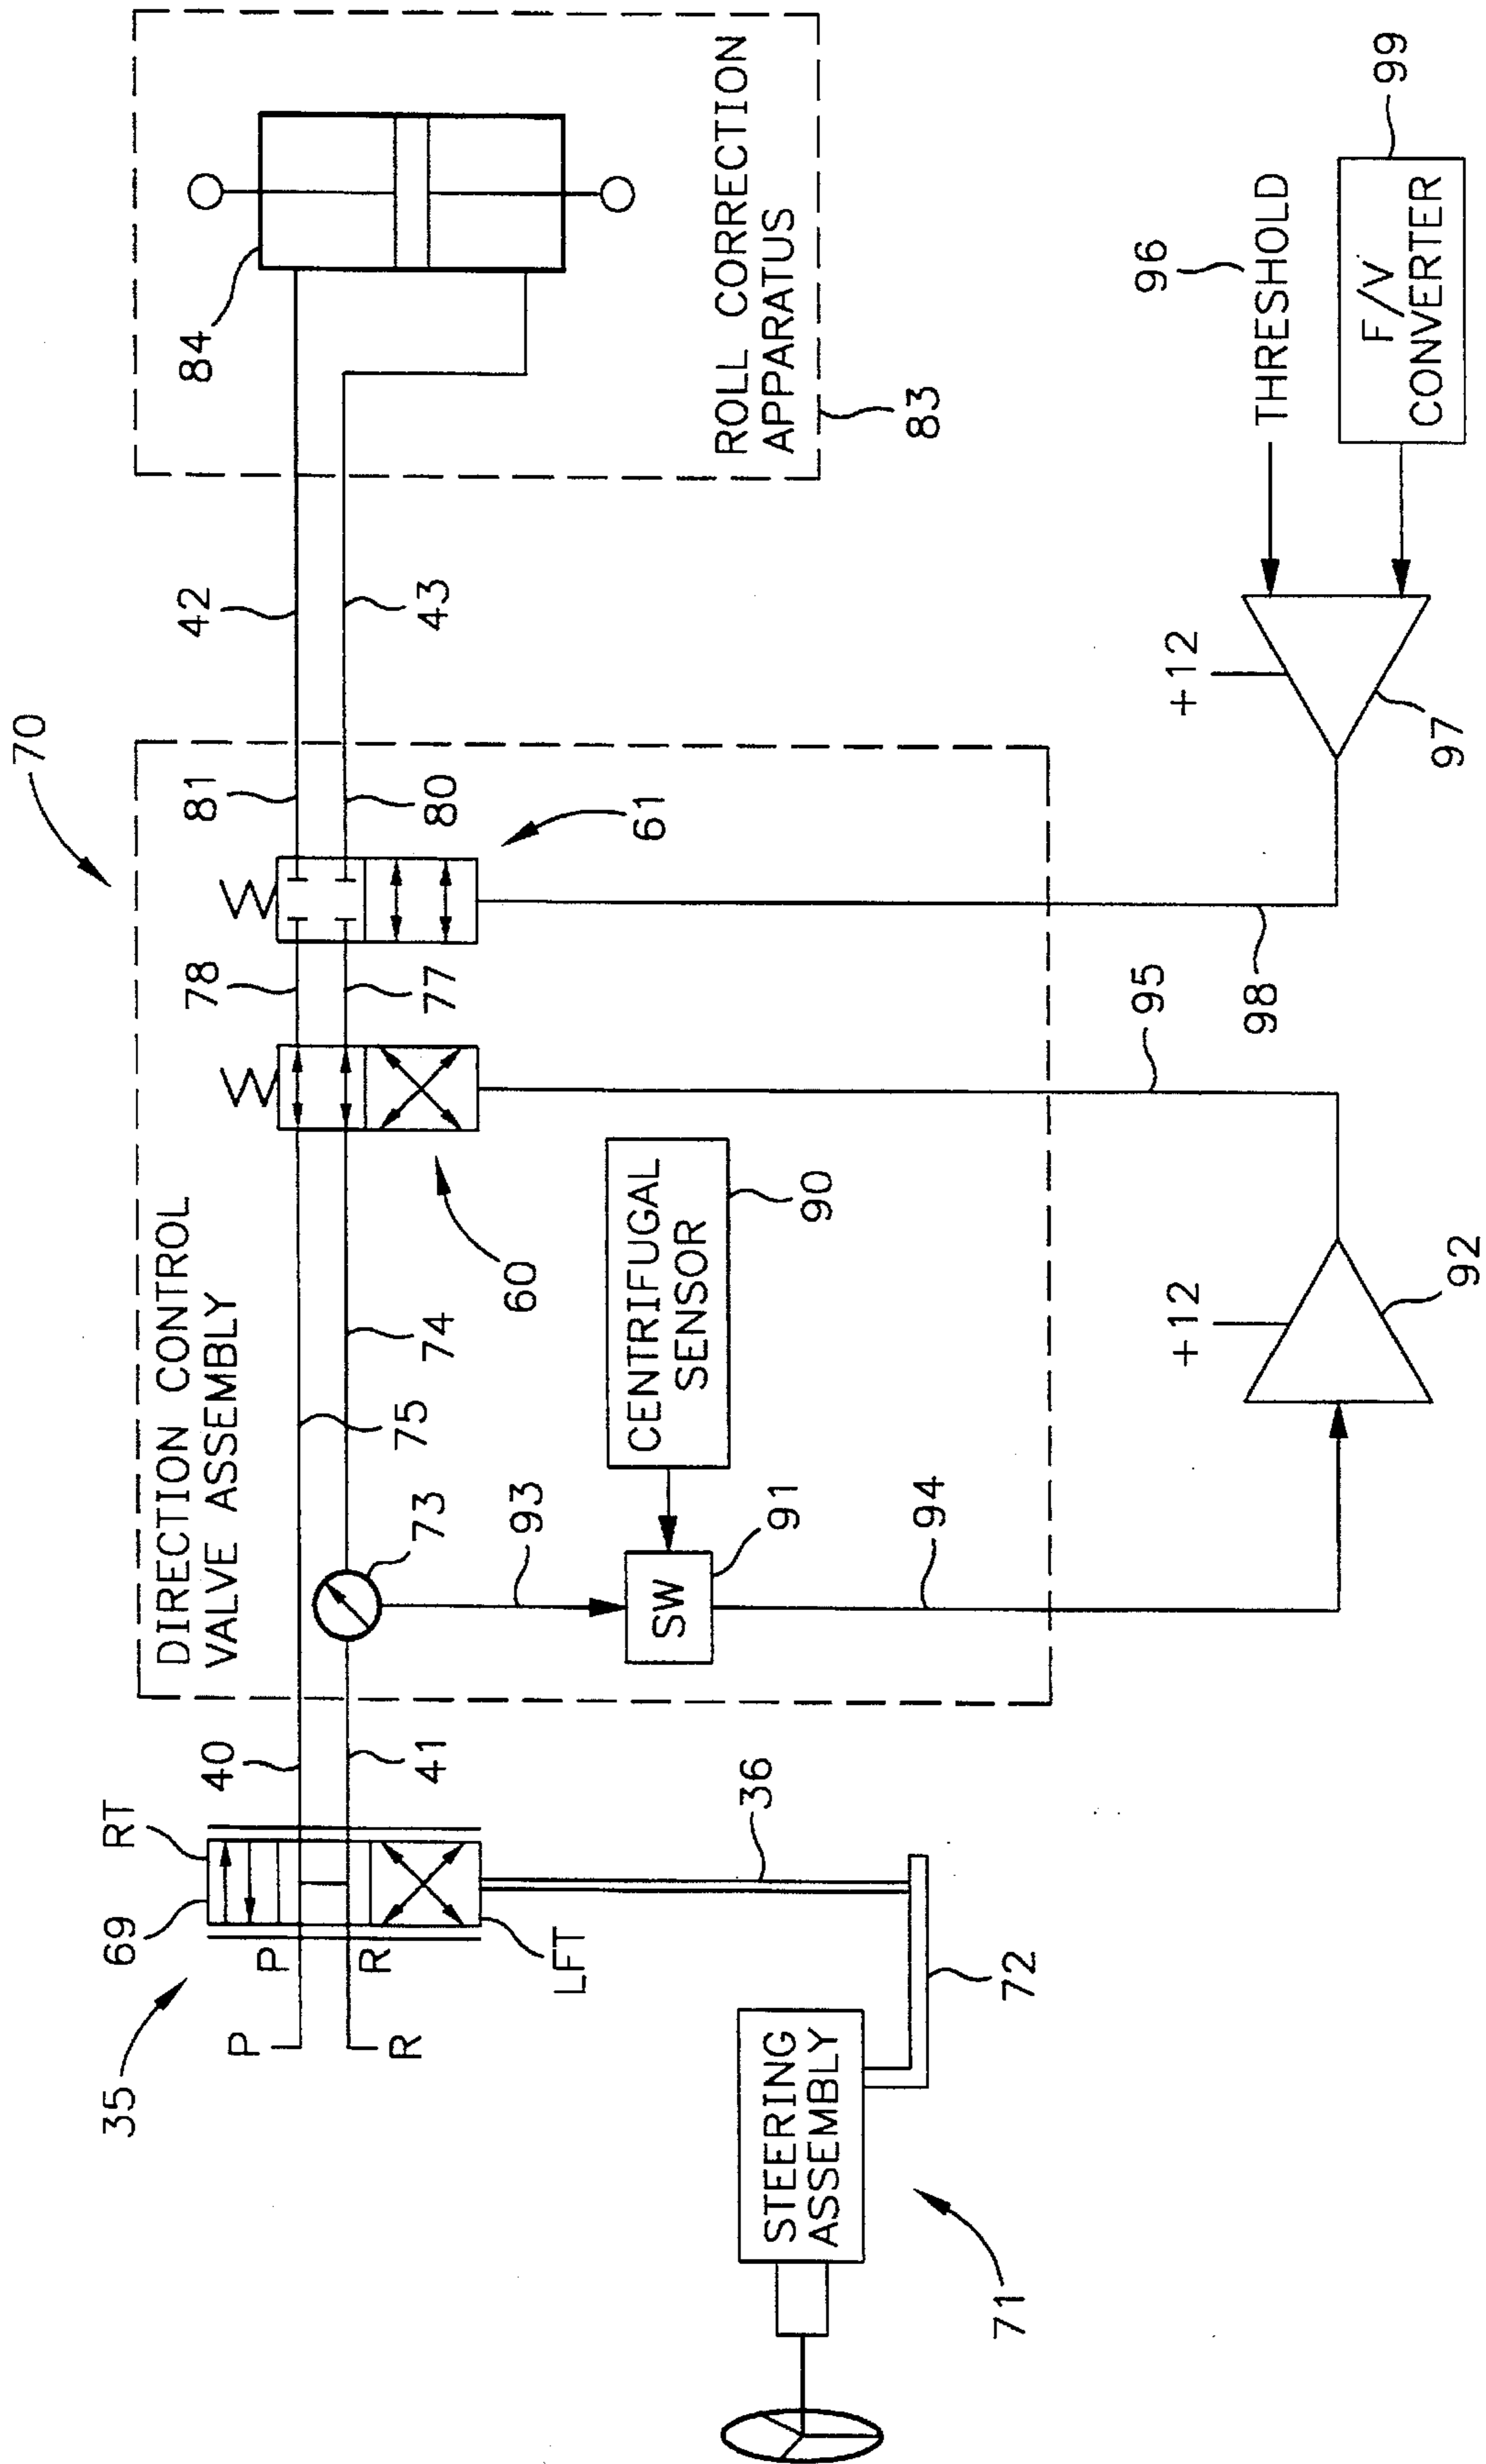 70
35
69
RT
P
R
P
R
LFT
40
41
36
72
71
STEERING
ASSEMBLY
DIRECTION CONTROL
VALVE ASSEMBLY
73
75
74
93
SW
91
94
CENTRIFUGAL
SENSOR
90
60
78
77
81
80
61
42
43
84
ROLL CORRECTION
APPARATUS
83
+12
92
95
98
+12
97
96
THRESHOLD
F/V
CONVERTER
99